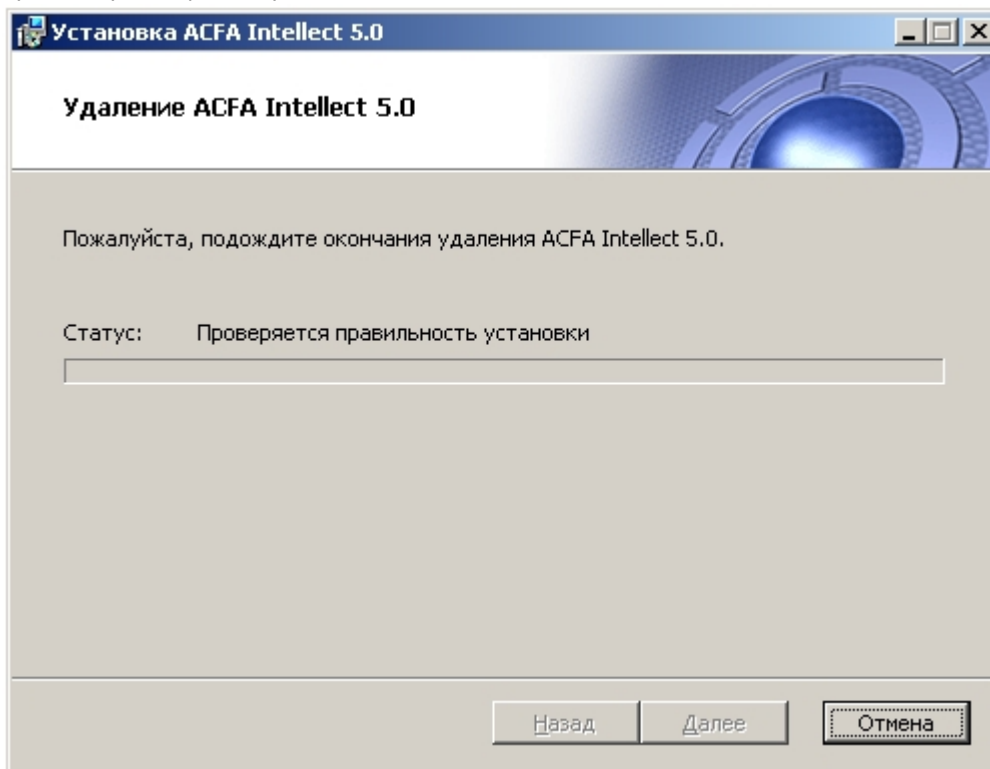 Установка ACFA Intellect 5.0
Удаление ACFA Intellect 5.0
Пожалуйста, подождите окончания удаления ACFA Intellect 5.0.
Статус: Проверяется правильность установки
Назад Далее Отмена